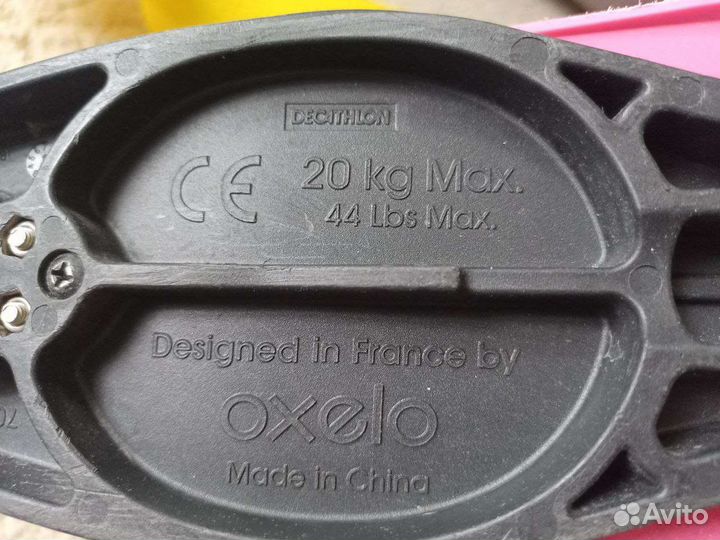 DECATHLON
CE 20 kg Max.
44 Lbs Max.
Designed in France by
oxelo
Made in China
Avito